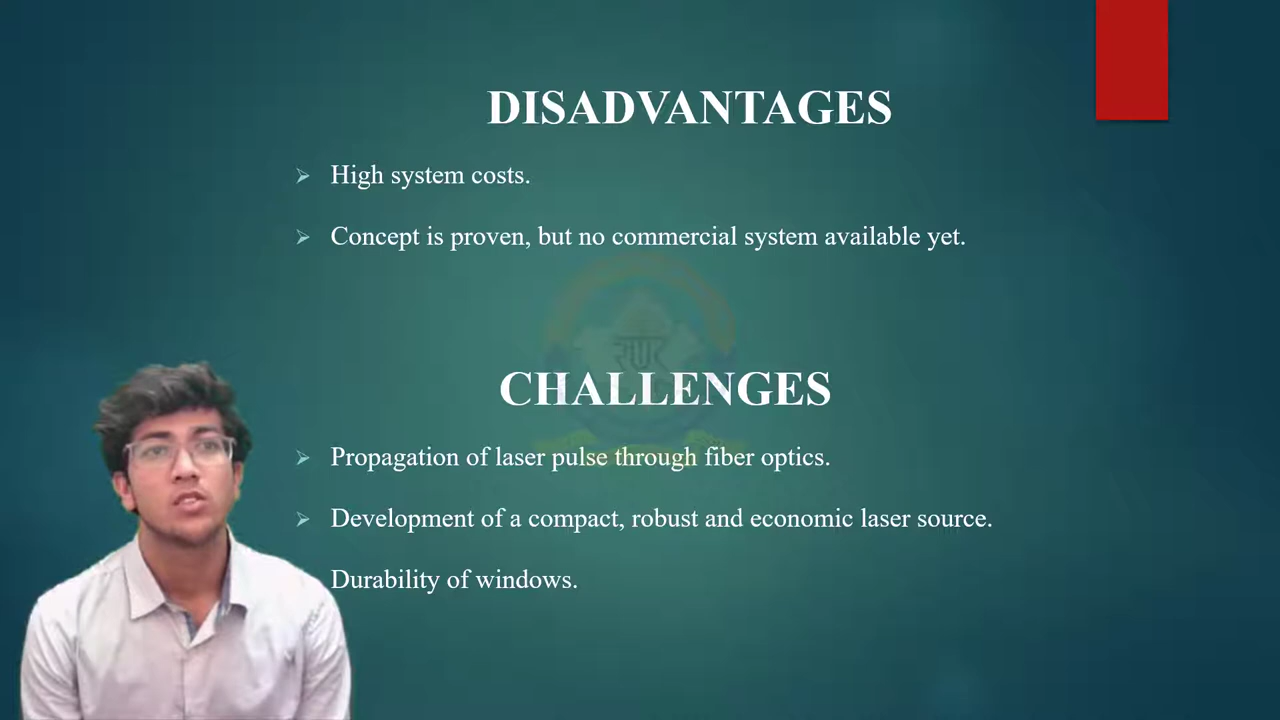 DISADVANTAGES
High system costs.
Concept is proven, but no commercial system available yet.
CHALLENGES
Propagation of laser pulse through fiber optics.
Development of a compact, robust and economic laser source.
Durability of windows.